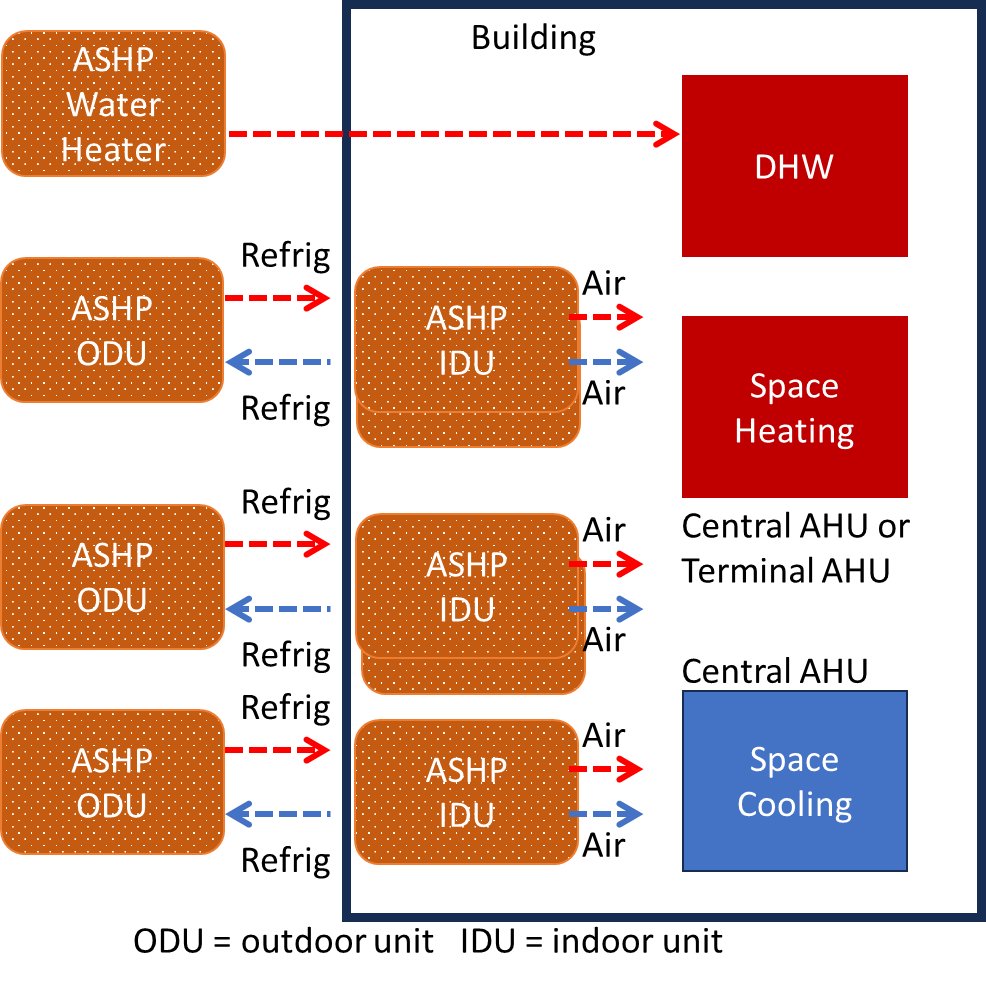 Building
ASHP
Water
Heater
DHW
Refrig
Air
ASHP
ODU
ASHP
IDU
Refrig
Air
Space
Heating
Refrig
Air
Central AHU or
Terminal AHU
ASHP
ODU
ASHP
IDU
Refrig
Air
Central AHU
Refrig
Air
ASHP
ODU
ASHP
IDU
Space
Cooling
Refrig
Air
ODU = outdoor unit   IDU = indoor unit